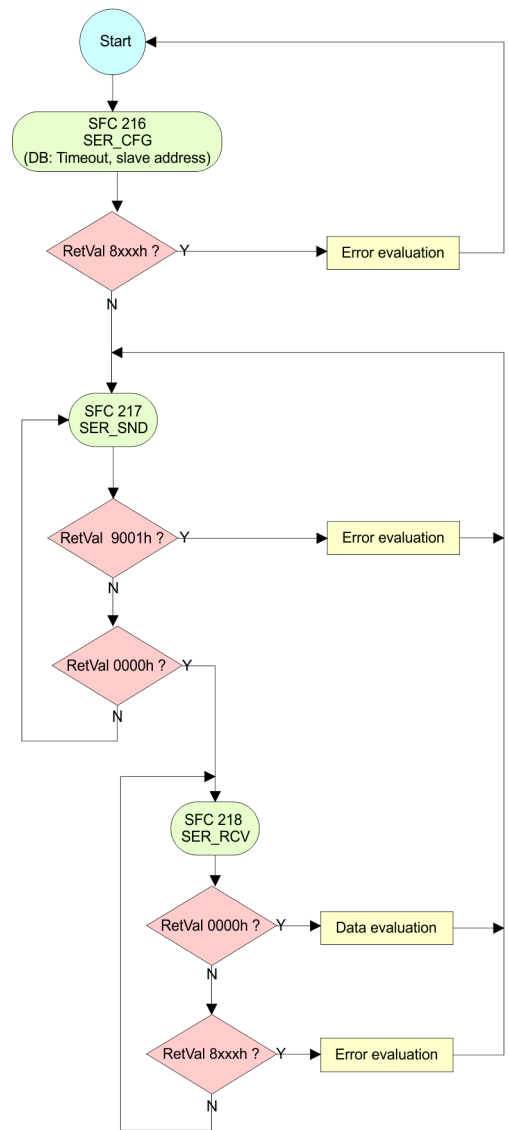 Start
SFC 216
SER_CFG
(DB: Timeout, slave address)
RetVal 8xxxh ?
Y
Error evaluation
N
SFC 217
SER_SND
RetVal  9001h ?
Y
Error evaluation
N
RetVal 0000h ?
Y
N
SFC 218
SER_RCV
RetVal 0000h ?
Y
Data evaluation
N
RetVal 8xxxh ?
Y
Error evaluation
N